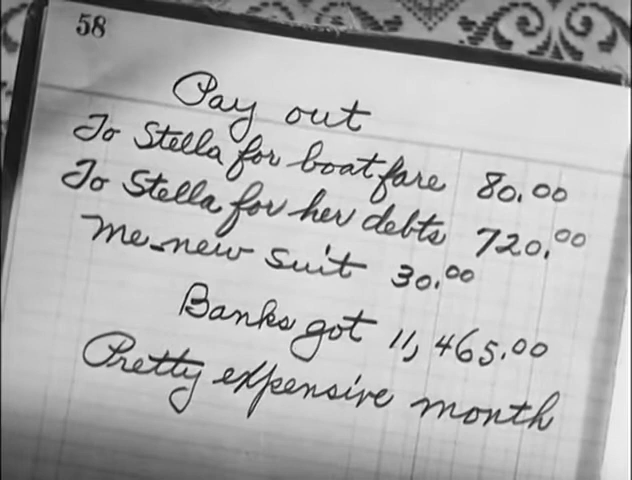 58
Pay out
To Stella for boat fare 80.00
To Stella for her debts 720.00
Me-new suit 30.00
Banks got 11,465.00
Pretty expensive month